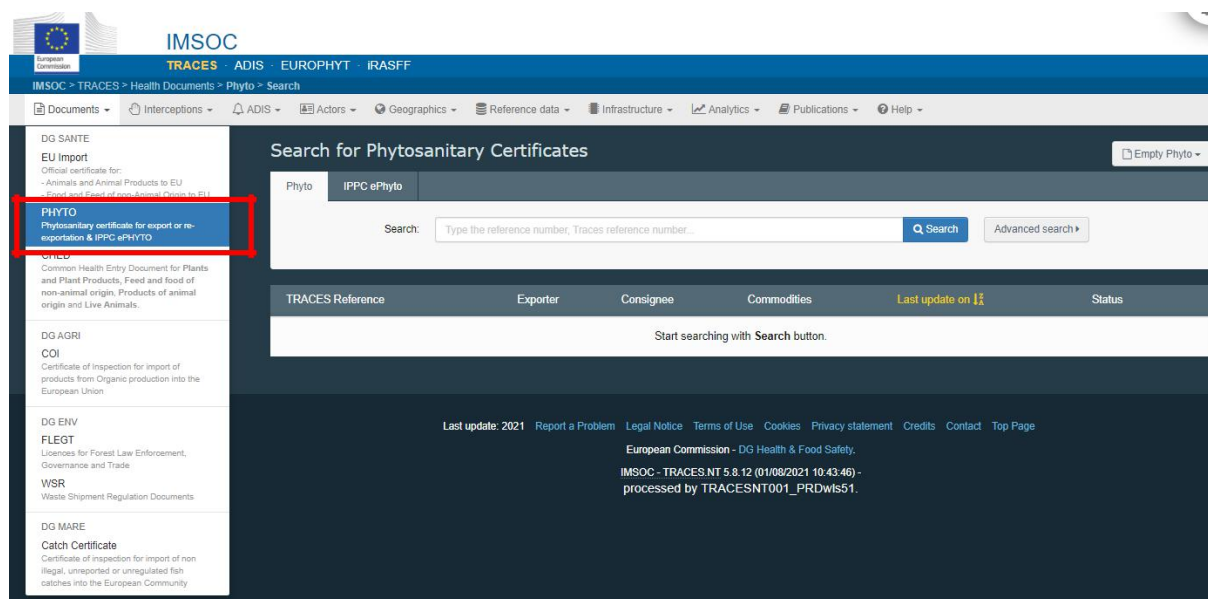 IMSOC
European
Commission
TRACES · ADIS · EUROPHYT · iRASFF
IMSOC > TRACES > Health Documents > Phyto > Search
Documents Interceptions ADIS Actors Geographics Reference data Infrastructure Analytics Publications Help
DG SANTE
EU Import
Official certificate for:
- Animals and Animal Products to EU
- Food and Feed of non-Animal Origin to EU
PHYTO
Phytosanitary certificate for export or re-
exportation & IPPC ePHYTO
CHED
Common Health Entry Document for Plants
and Plant Products, Feed and food of
non-animal origin, Products of animal
origin and Live Animals.
DG AGRI
COI
Certificate of Inspection for import of
products from Organic production into the
European Union
DG ENV
FLEGT
Licences for Forest Law Enforcement,
Governance and Trade
WSR
Waste Shipment Regulation Documents
DG MARE
Catch Certificate
Certificate of inspection for import of non
illegal, unreported or unregulated fish
catches into the European Community
Search for Phytosanitary Certificates
Empty Phyto
Phyto IPPC ePhyto
Search: Type the reference number, Traces reference number... Search Advanced search
TRACES Reference Exporter Consignee Commodities Last update on Status
Start searching with Search button.
Last update: 2021 Report a Problem Legal Notice Terms of Use Cookies Privacy statement Credits Contact Top Page
European Commission - DG Health & Food Safety.
IMSOC - TRACES.NT 5.8.12 (01/08/2021 10:43:46) -
processed by TRACESNT001_PRDwls51.